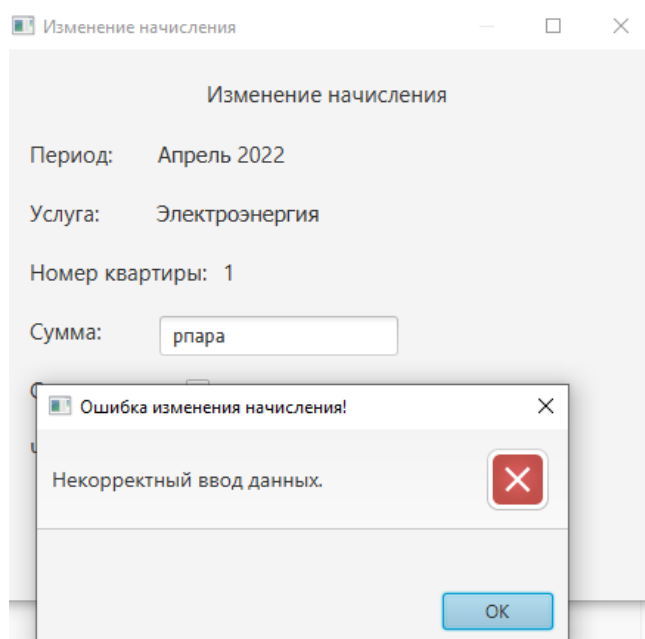 Изменение начисления
Изменение начисления
Период: Апрель 2022
Услуга: Электроэнергия
Номер квартиры: 1
Сумма: рпара
Ошибка изменения начисления!
Некорректный ввод данных.
OK